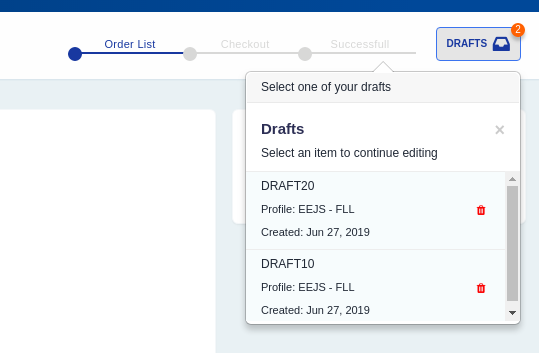 Order List
Checkout
Successfull
DRAFTS
2
Select one of your drafts
Drafts
×
Select an item to continue editing
DRAFT20
Profile: EEJS - FLL
Created: Jun 27, 2019
DRAFT10
Profile: EEJS - FLL
Created: Jun 27, 2019